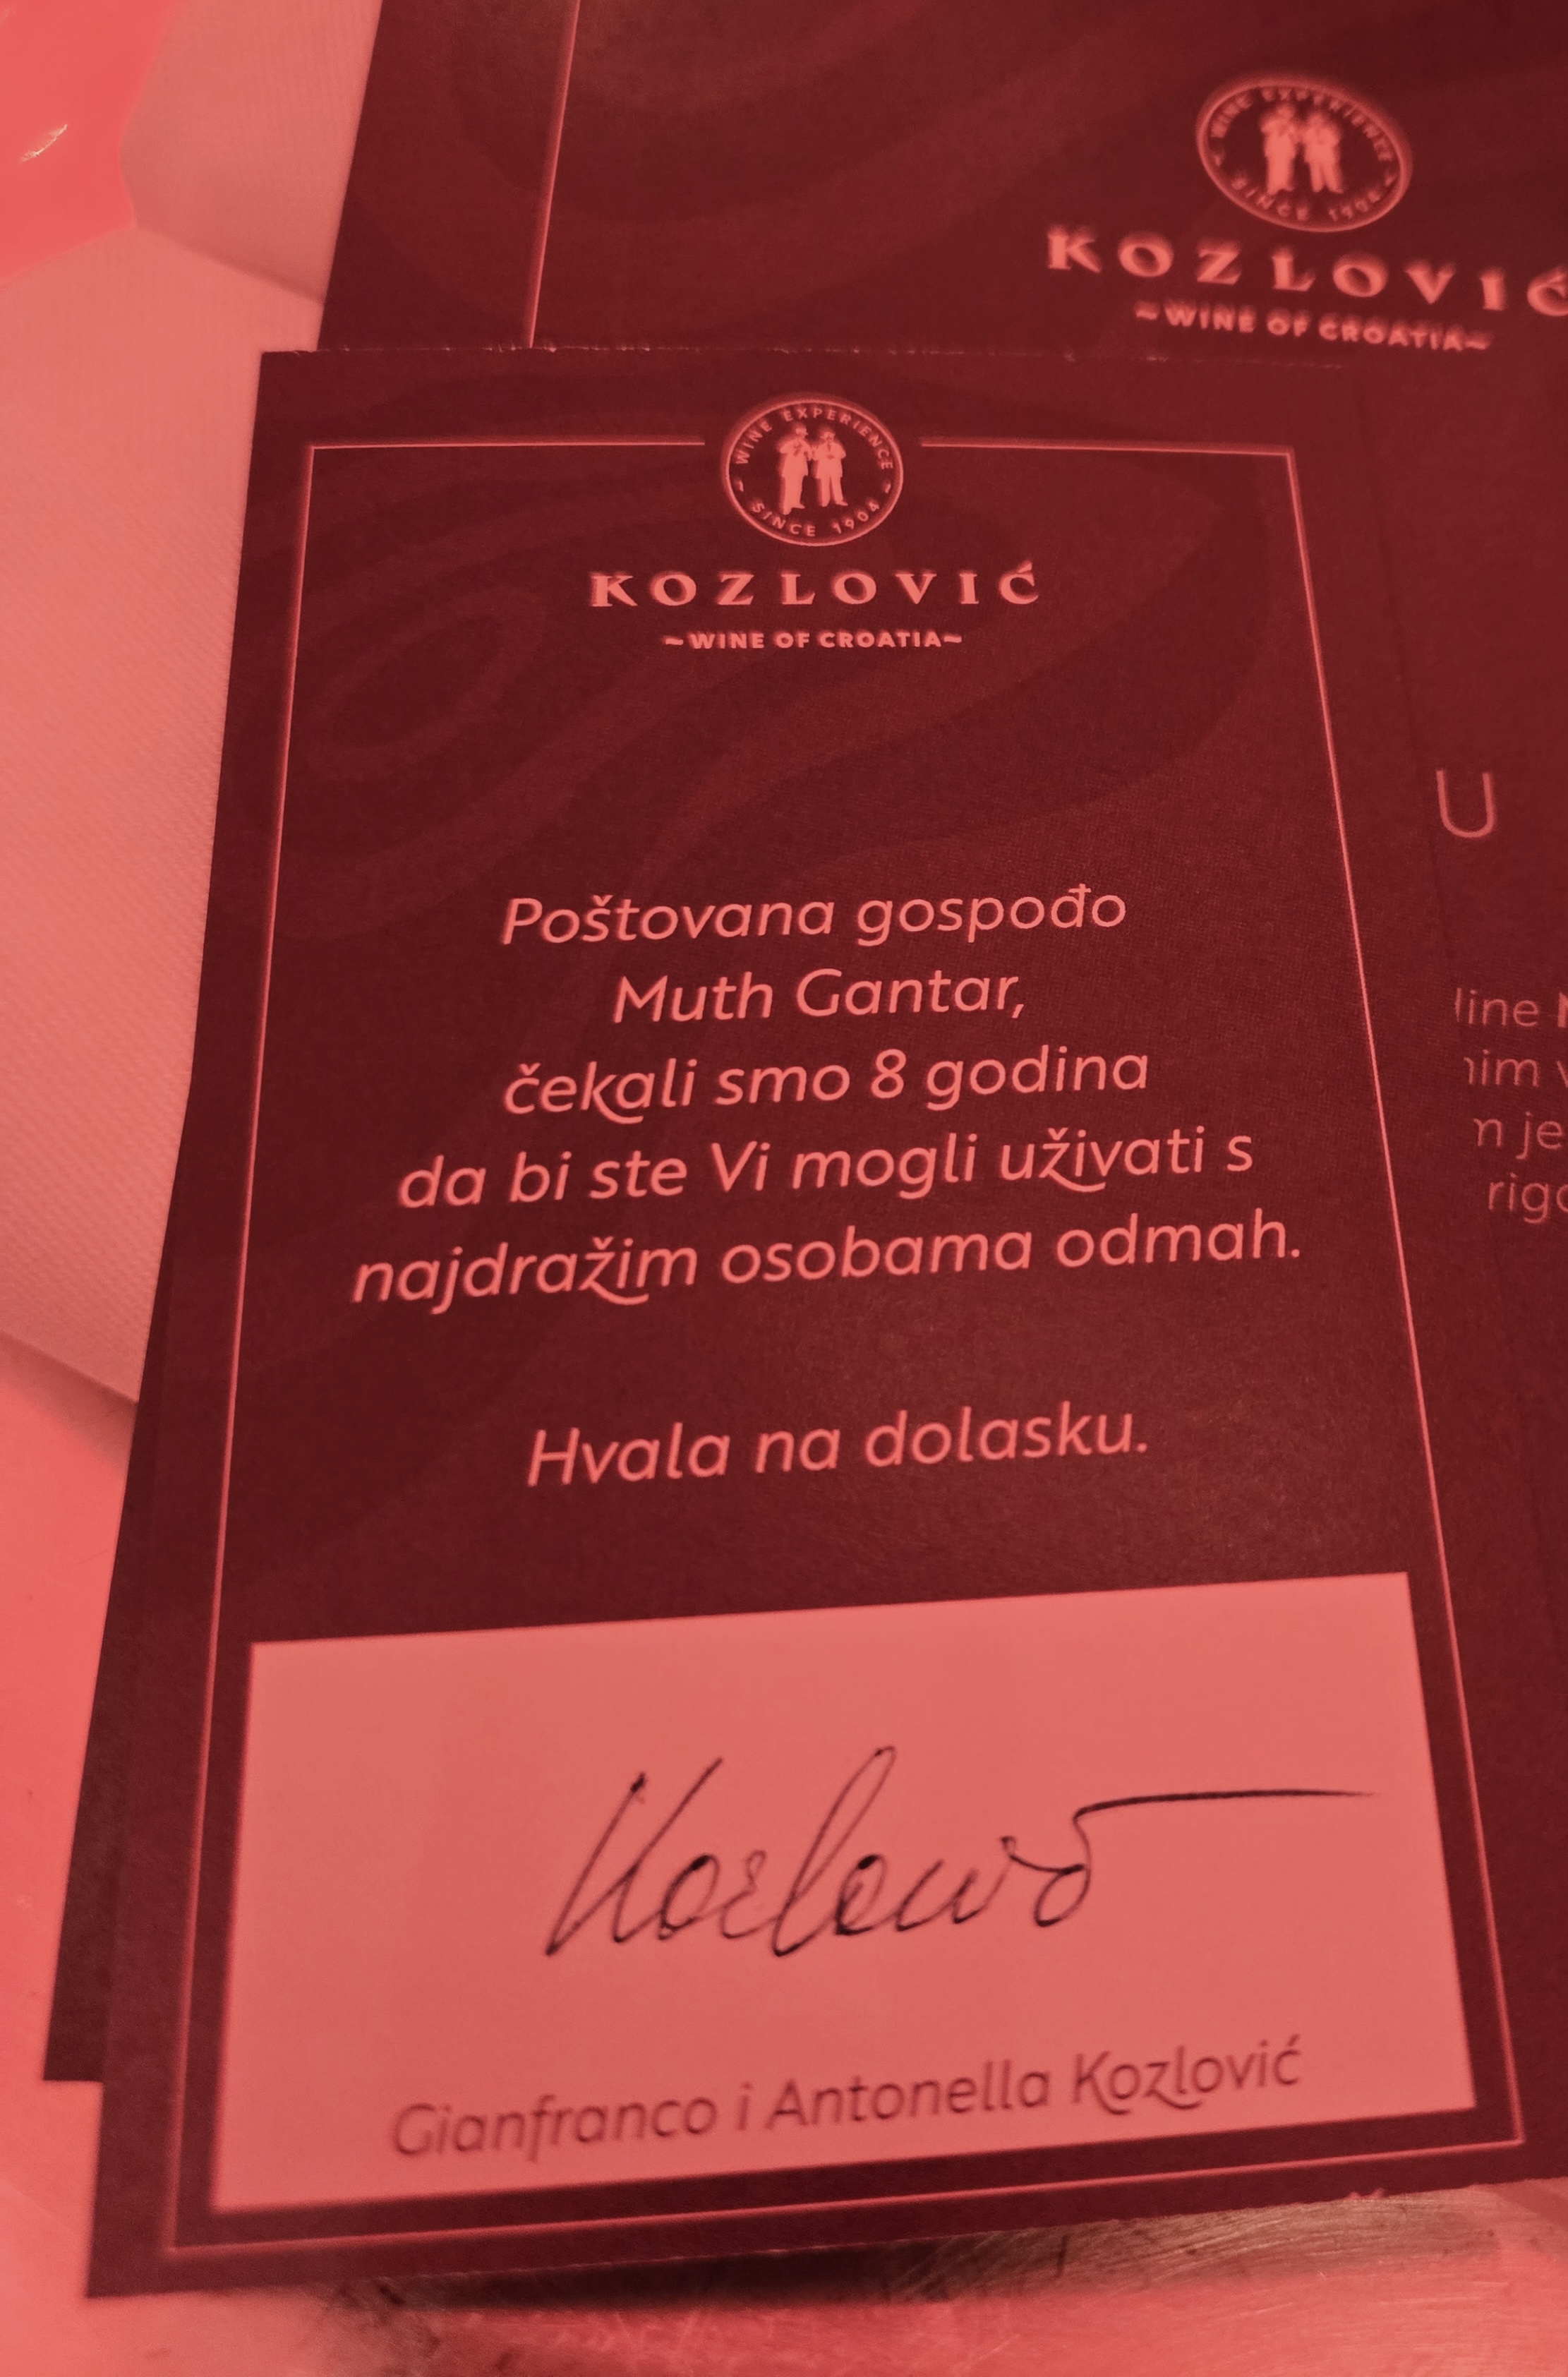 WINE EXPERIENCE
SINCE 1904
KOZLOVIĆ
~WINE OF CROATIA~
WINE EXPERIENCE
SINCE 1904
KOZLOVIĆ
~WINE OF CROATIA~
Poštovana gospođo
Muth Gantar,
čekali smo 8 godina
da bi ste Vi mogli uživati s
najdražim osobama odmah.
Hvala na dolasku.
Kozlović
Gianfranco i Antonella Kozlović
U
je